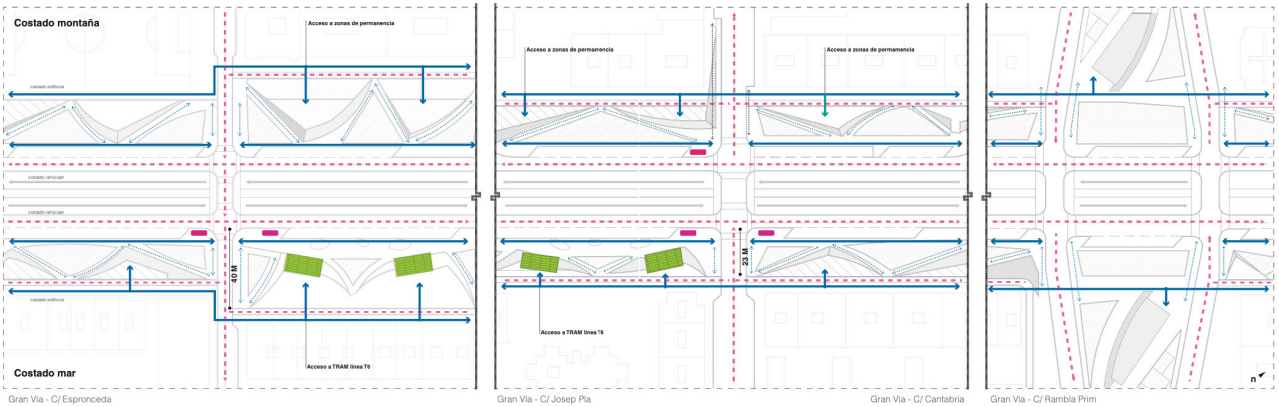 Costado montaña
Acceso a zonas de permanencia
costado edificios
costado vehicular
costado vehicular
costado edificios
40 M
Acceso a TRAM línea T6
Costado mar
Gran Via - C/ Espronceda
Acceso a zonas de permarrencia
Acceso a zonas de permanencia
23 M
Acceso a TRAM línea T6
Gran Via - C/ Josep Pla
Gran Via - C/ Cantabria
n
Gran Via - C/ Rambla Prim